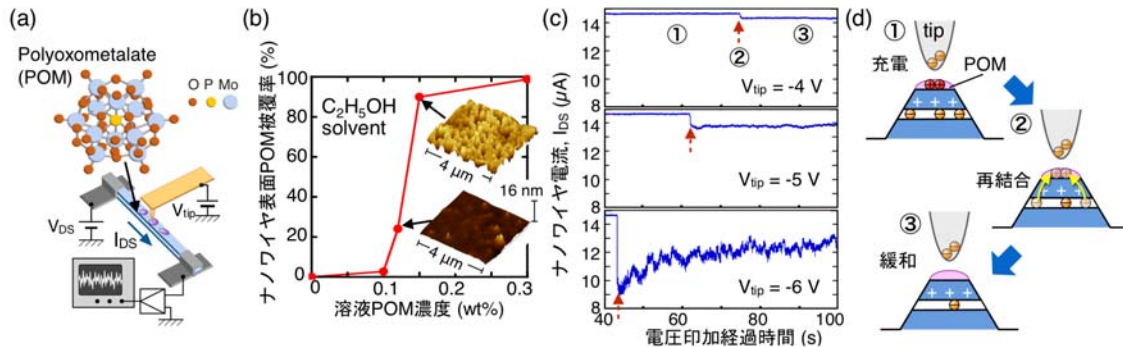 (a)
Polyoxometalate
(POM)
O P Mo
V_DS
V_tip
I_DS
(b)
ナノワイヤ表面POM被覆率 (%)
100
80
60
40
20
0
C₂H₅OH
solvent
4 μm
16 nm
4 μm
0 0.1 0.2 0.3
溶液POM濃度 (wt%)
(c)
ナノワイヤ電流, I_DS (μA)
14
12
10
8
① ② ③
V_tip = -4 V
14
12
10
8
V_tip = -5 V
14
12
10
8
V_tip = -6 V
40 60 80 100
電圧印加経過時間 (s)
(d)
①
tip
充電
POM
+ +
②
再結合
+ + +
③
緩和
+ + +